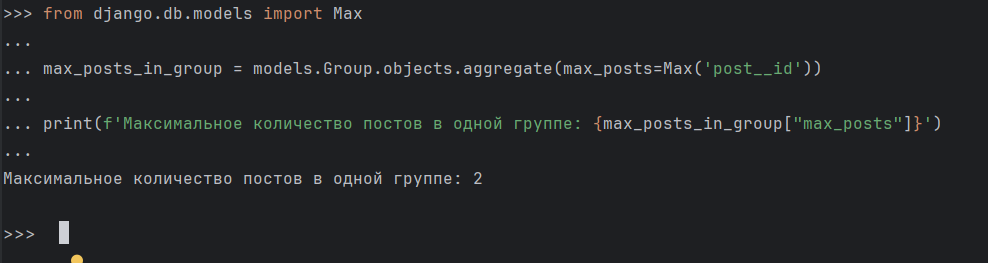 >>> from django.db.models import Max
...
... max_posts_in_group = models.Group.objects.aggregate(max_posts=Max('post__id'))
...
... print(f'Максимальное количество постов в одной группе: {max_posts_in_group["max_posts"]}')
...
Максимальное количество постов в одной группе: 2
>>>